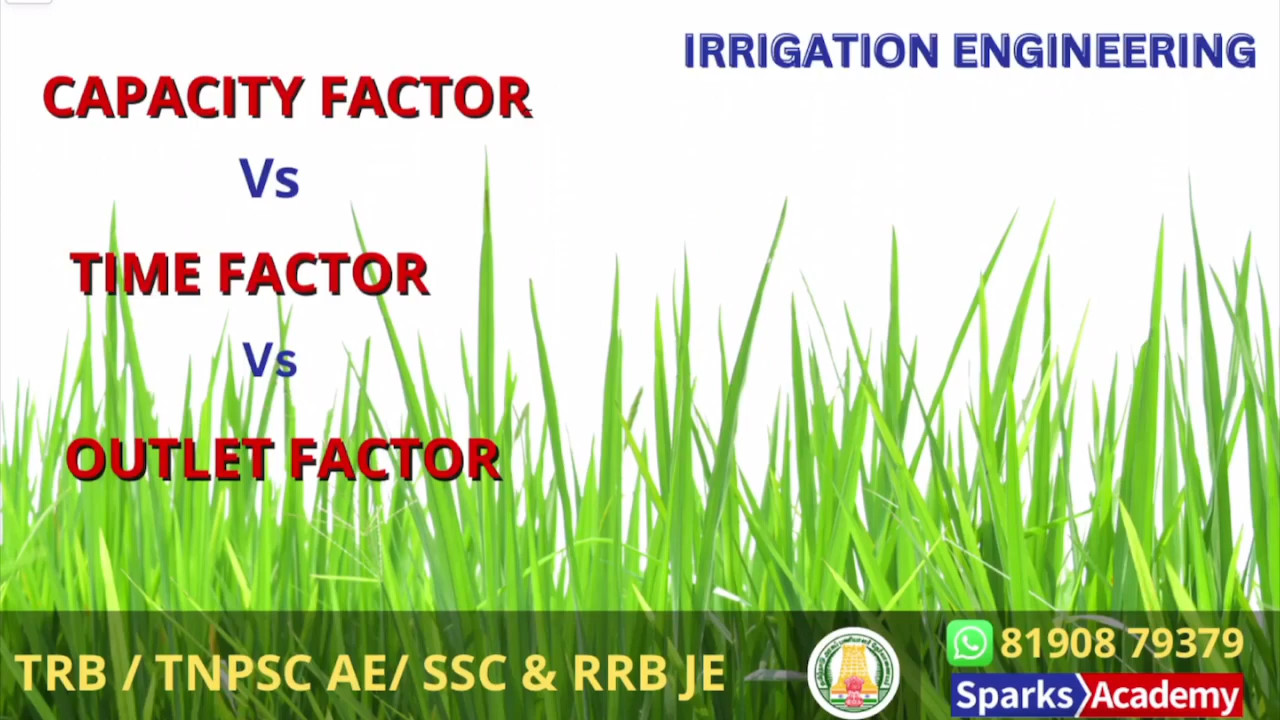 IRRIGATION ENGINEERING
CAPACITY FACTOR
Vs
TIME FACTOR
Vs
OUTLET FACTOR
TRB / TNPSC AE/ SSC & RRB JE
81908 79379
Sparks Academy